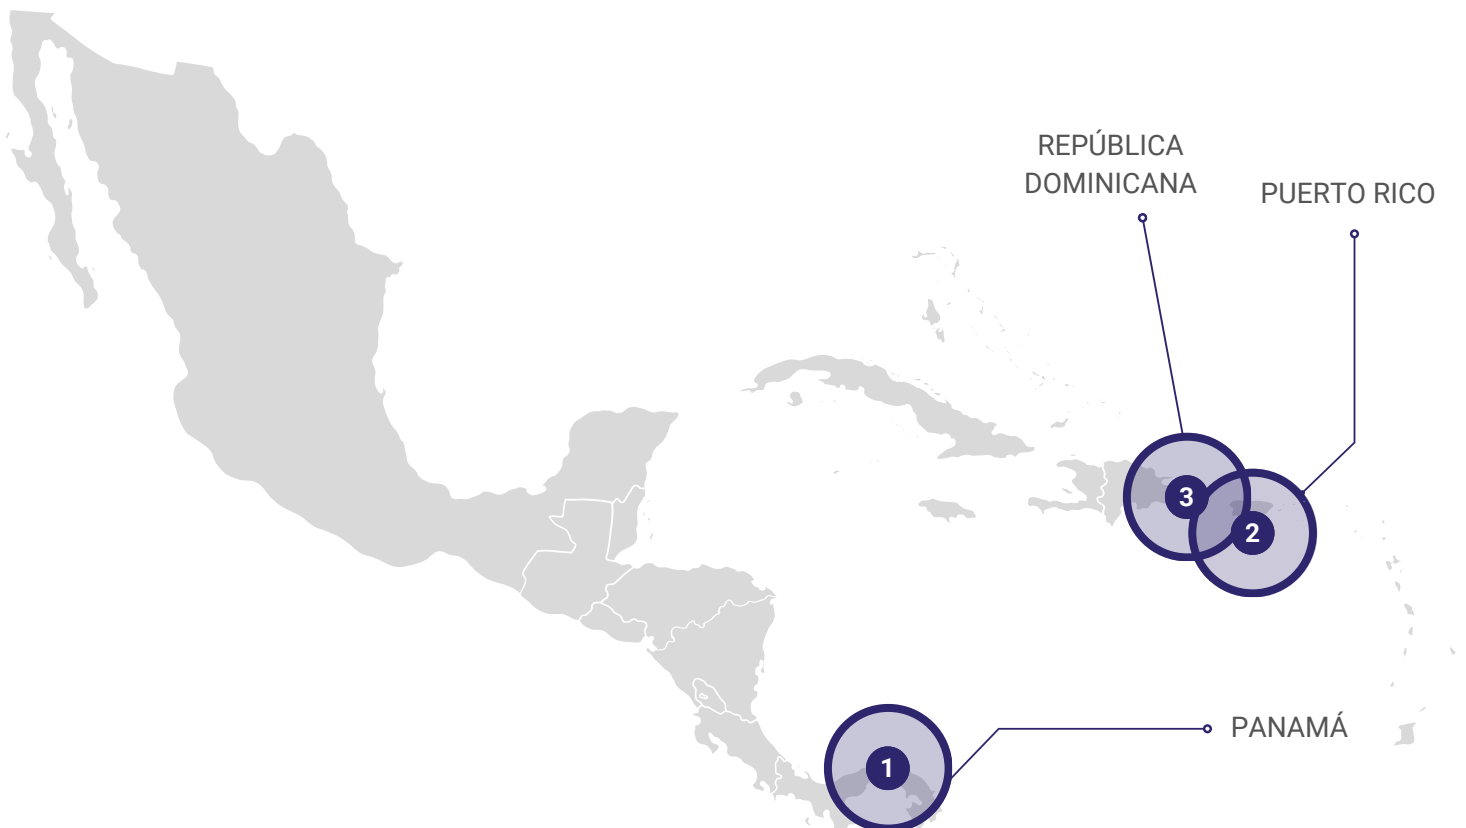 REPÚBLICA
DOMINICANA
PUERTO RICO
3
2
PANAMÁ
1